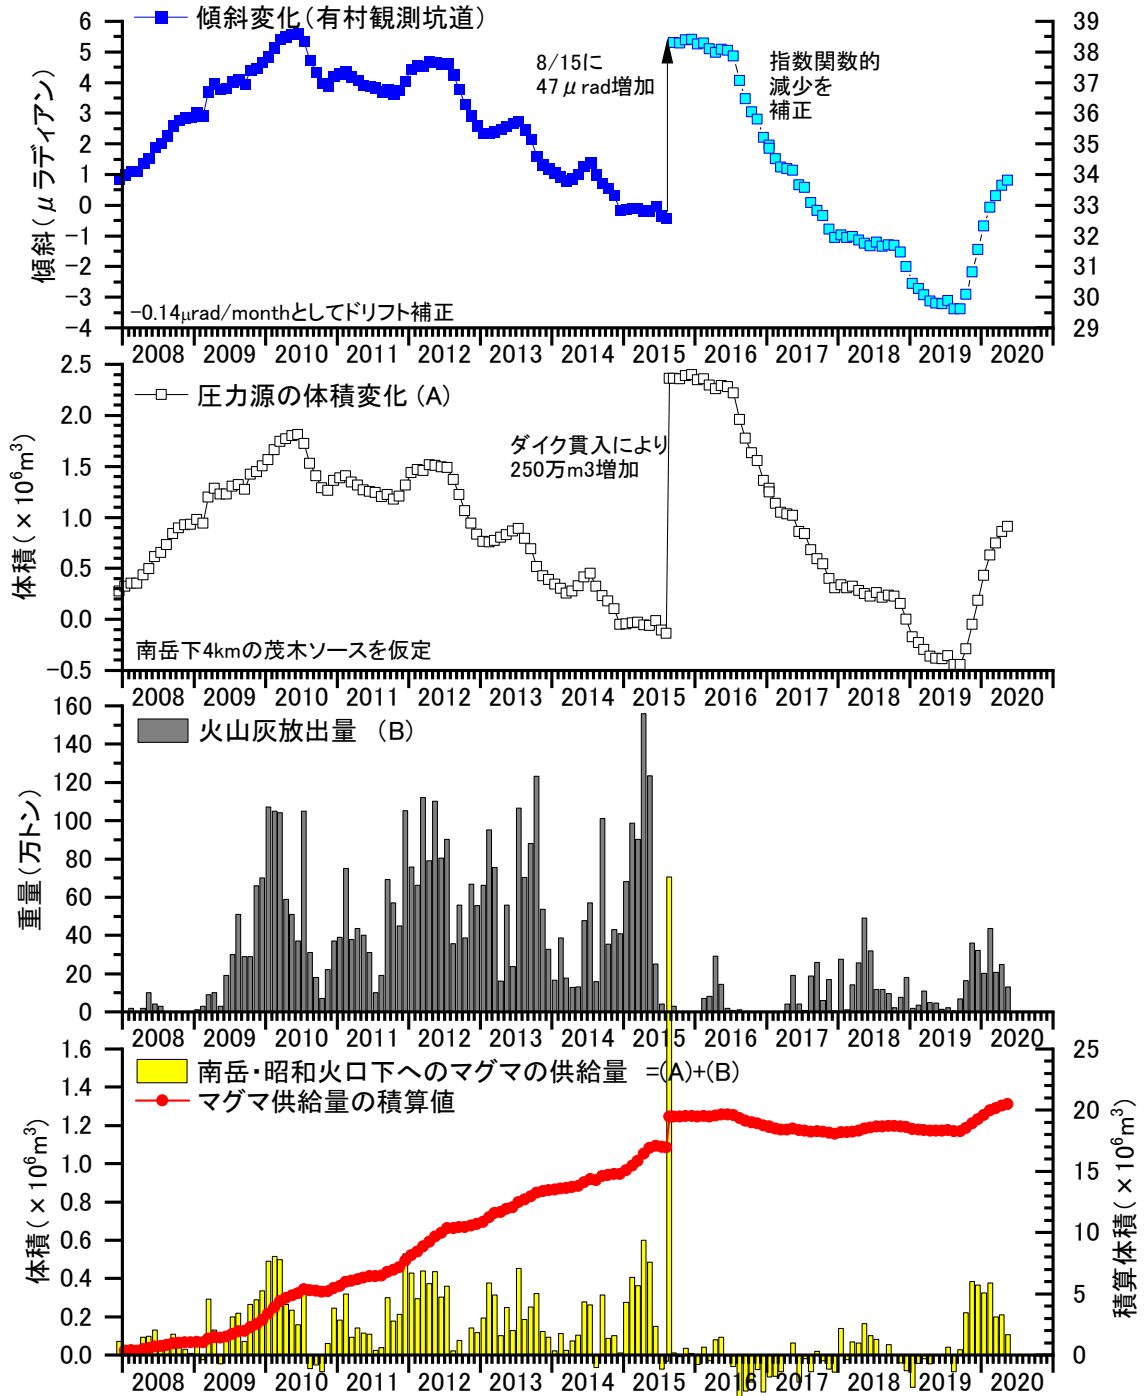 傾斜変化(有村観測坑道)
6
5
4
3
2
1
0
-1
-2
-3
-4
傾斜(μラディアン)
39
38
37
36
35
34
33
32
31
30
29
8/15に
47μrad増加
指数関数的
減少を
補正
-0.14μrad/monthとしてドリフト補正
2008 2009 2010 2011 2012 2013 2014 2015 2016 2017 2018 2019 2020
圧力源の体積変化 (A)
2.5
2.0
1.5
1.0
0.5
0.0
-0.5
体積(×10⁶m³)
ダイク貫入により
250万m3増加
南岳下4kmの茂木ソースを仮定
2008 2009 2010 2011 2012 2013 2014 2015 2016 2017 2018 2019 2020
火山灰放出量 (B)
160
140
120
100
80
60
40
20
0
重量(万トン)
2008 2009 2010 2011 2012 2013 2014 2015 2016 2017 2018 2019 2020
南岳・昭和火口下へのマグマの供給量 =(A)+(B)
マグマ供給量の積算値
1.6
1.4
1.2
1.0
0.8
0.6
0.4
0.2
0.0
体積(×10⁶m³)
25
20
15
10
5
0
積算体積(×10⁶m³)
2008 2009 2010 2011 2012 2013 2014 2015 2016 2017 2018 2019 2020